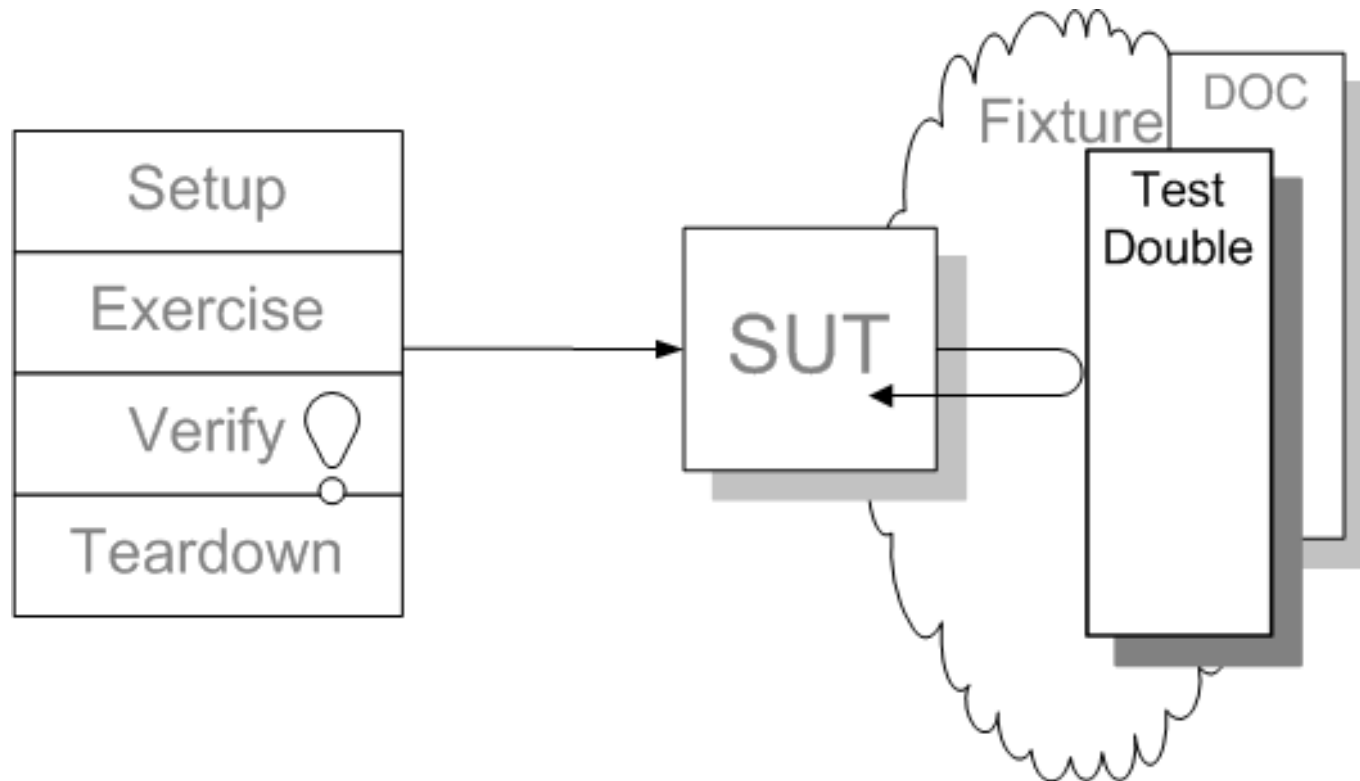 Setup
Exercise
Verify
Teardown
SUT
Fixture
DOC
Test
Double